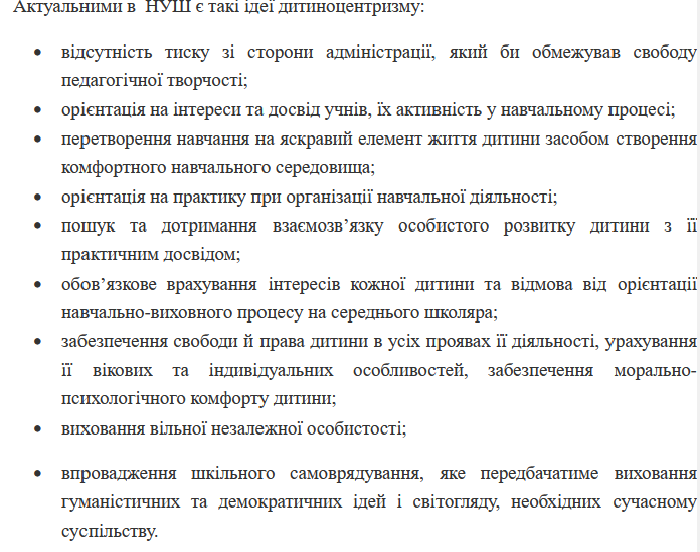 Актуальними в НУШ є такі ідеї дитиноцентризму:
• відсутність тиску зі сторони адміністрації, який би обмежував свободу
педагогічної творчості;
• орієнтація на інтереси та досвід учнів, їх активність у навчальному процесі;
• перетворення навчання на яскравий елемент життя дитини засобом створення
комфортного навчального середовища;
• орієнтація на практику при організації навчальної діяльності;
• пошук та дотримання взаємозв’язку особистого розвитку дитини з її
практичним досвідом;
• обов’язкове врахування інтересів кожної дитини та відмова від орієнтації
навчально-виховного процесу на середнього школяра;
• забезпечення свободи й права дитини в усіх проявах її діяльності, урахування
її вікових та індивідуальних особливостей, забезпечення морально-
психологічного комфорту дитини;
• виховання вільної незалежної особистості;
• впровадження шкільного самоврядування, яке передбачатиме виховання
гуманістичних та демократичних ідей і світогляду, необхідних сучасному
суспільству.